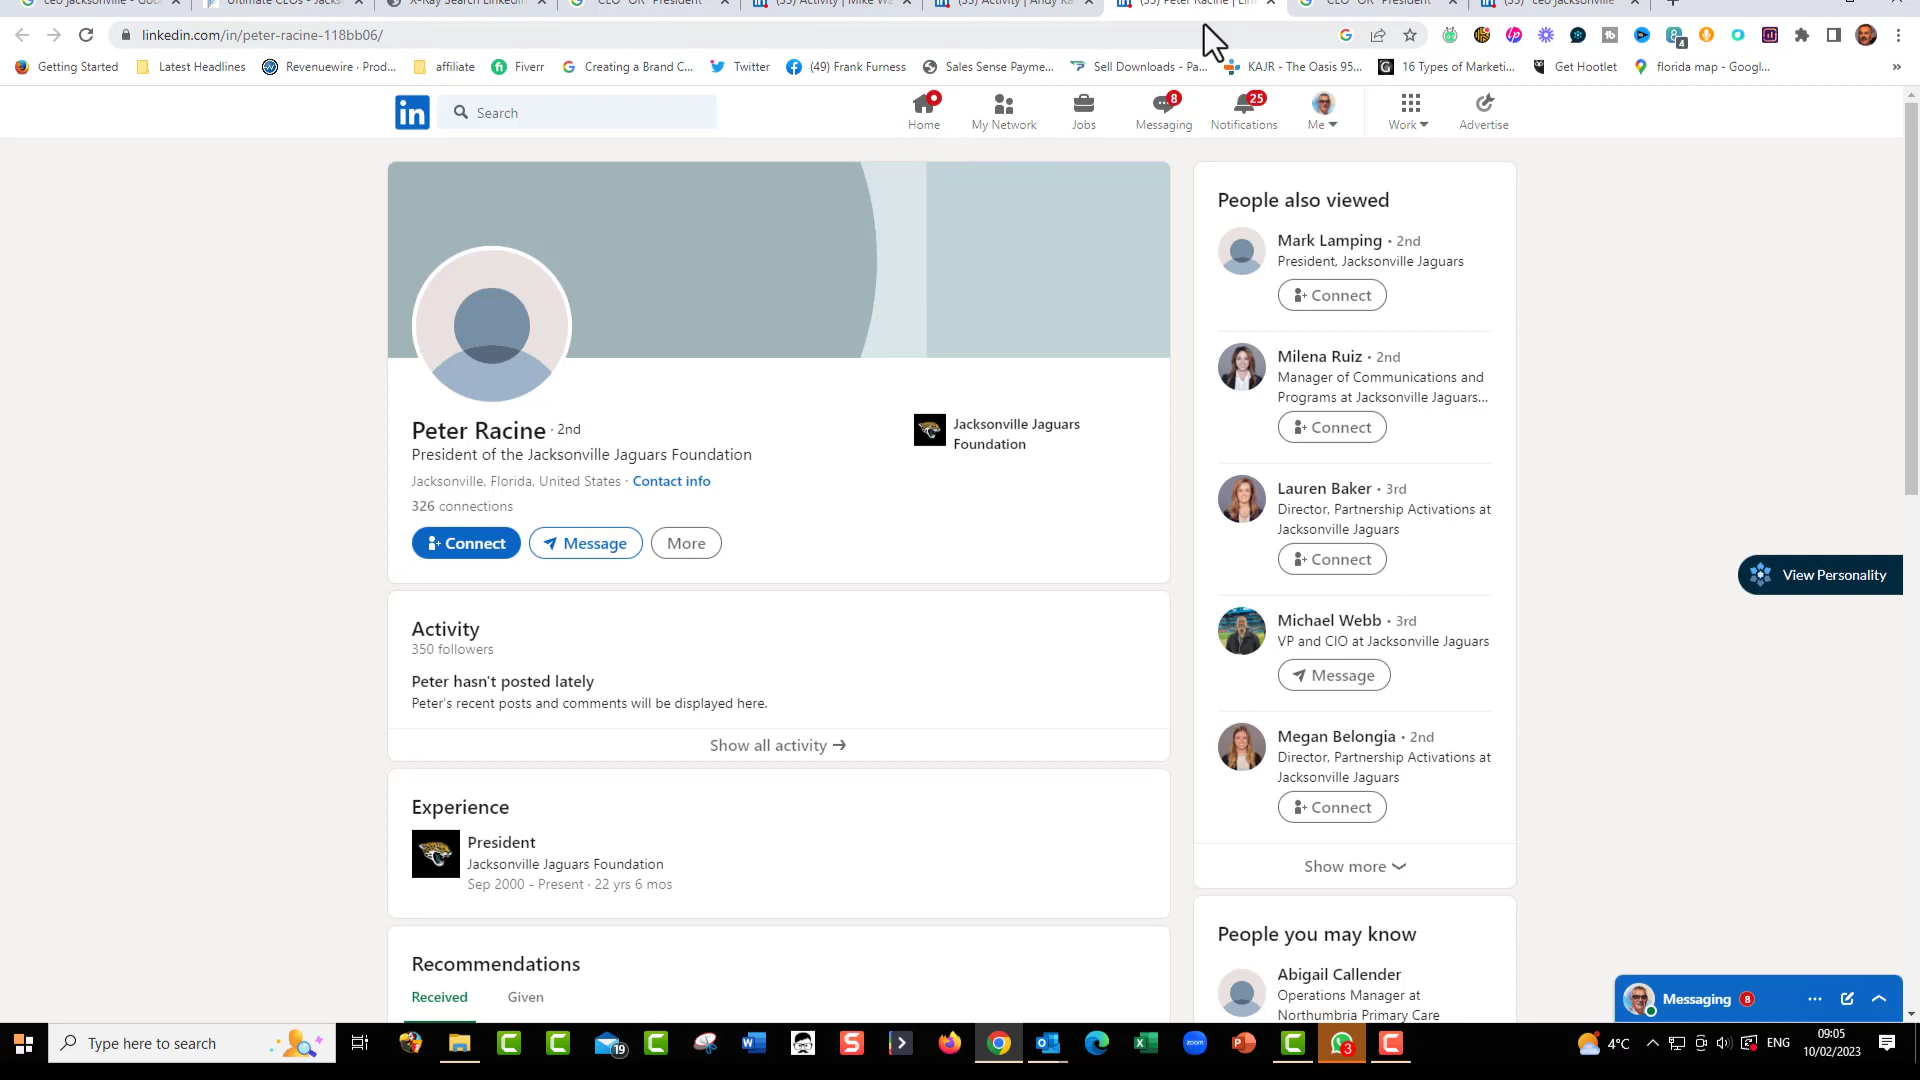 linkedin.com/in/peter-racine-118bb06/
4
Getting Started
Latest Headlines
Revenuewire · Prod...
affiliate
Fiverr
Creating a Brand C...
Twitter
(49) Frank Furness
Sales Sense Payme...
Sell Downloads - Pa...
KAJR - The Oasis 95...
16 Types of Marketi...
Get Hootlet
florida map - Googl...
»
in
Search
Home
My Network
Jobs
8
Messaging
25
Notifications
Me
Work
Advertise
Peter Racine · 2nd
President of the Jacksonville Jaguars Foundation
Jacksonville, Florida, United States · Contact info
326 connections
Connect
Message
More
Jacksonville Jaguars
Foundation
Activity
350 followers
Peter hasn't posted lately
Peter's recent posts and comments will be displayed here.
Show all activity →
Experience
President
Jacksonville Jaguars Foundation
Sep 2000 - Present · 22 yrs 6 mos
Recommendations
Received
Given
People also viewed
Mark Lamping • 2nd
President, Jacksonville Jaguars
Connect
Milena Ruiz • 2nd
Manager of Communications and
Programs at Jacksonville Jaguars...
Connect
Lauren Baker • 3rd
Director, Partnership Activations at
Jacksonville Jaguars
Connect
Michael Webb • 3rd
VP and CIO at Jacksonville Jaguars
Message
Megan Belongia • 2nd
Director, Partnership Activations at
Jacksonville Jaguars
Connect
Show more
People you may know
Abigail Callender
Operations Manager at
Northumbria Primary Care
View Personality
Messaging 8
Type here to search
19
zoom
3
4°C
ENG
09:05
10/02/2023